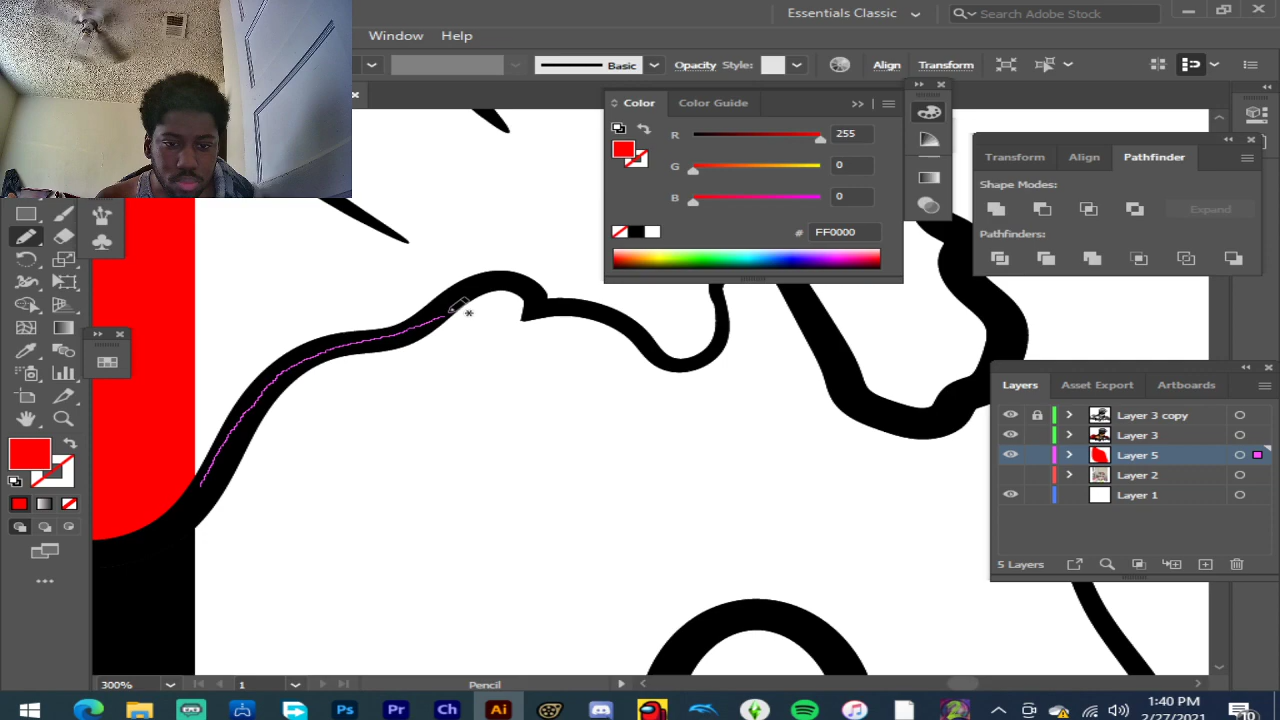 Essentials Classic
Search Adobe Stock
Window Help
Basic Opacity Style: Align Transform
Color Color Guide
R 255
G 0
B 0
# FF0000
Transform Align Pathfinder
Shape Modes:
Expand
Pathfinders:
Layers Asset Export Artboards
Layer 3 copy
Layer 3
Layer 5
Layer 2
Layer 1
5 Layers
300% 1 Pencil
Ps Pr Ch Ai
1:40 PM
2/27/2021